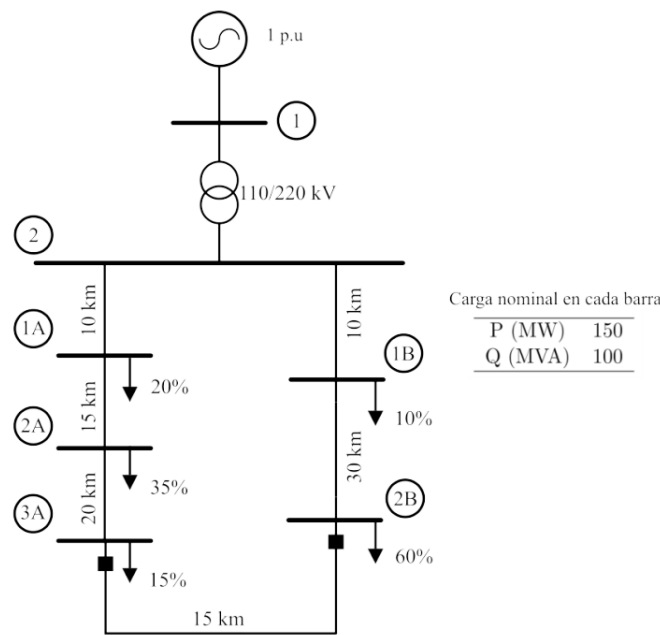 1 p.u
1
110/220 kV
2
10 km
10 km
Carga nominal en cada barra
P (MW) 150
Q (MVA) 100
1A
1B
20%
15 km
10%
2A
30 km
35%
20 km
3A
2B
15%
60%
15 km